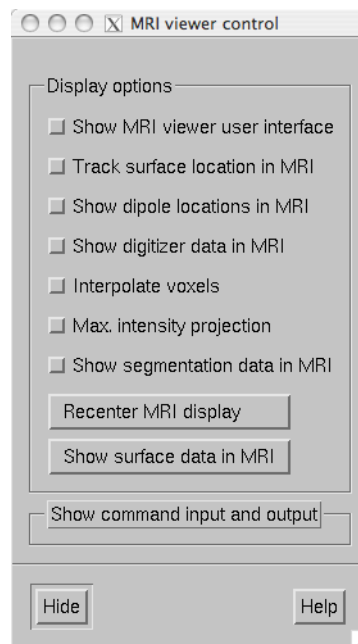 MRI viewer control
Display options
Show MRI viewer user interface
Track surface location in MRI
Show dipole locations in MRI
Show digitizer data in MRI
Interpolate voxels
Max. intensity projection
Show segmentation data in MRI
Recenter MRI display
Show surface data in MRI
Show command input and output
Hide
Help